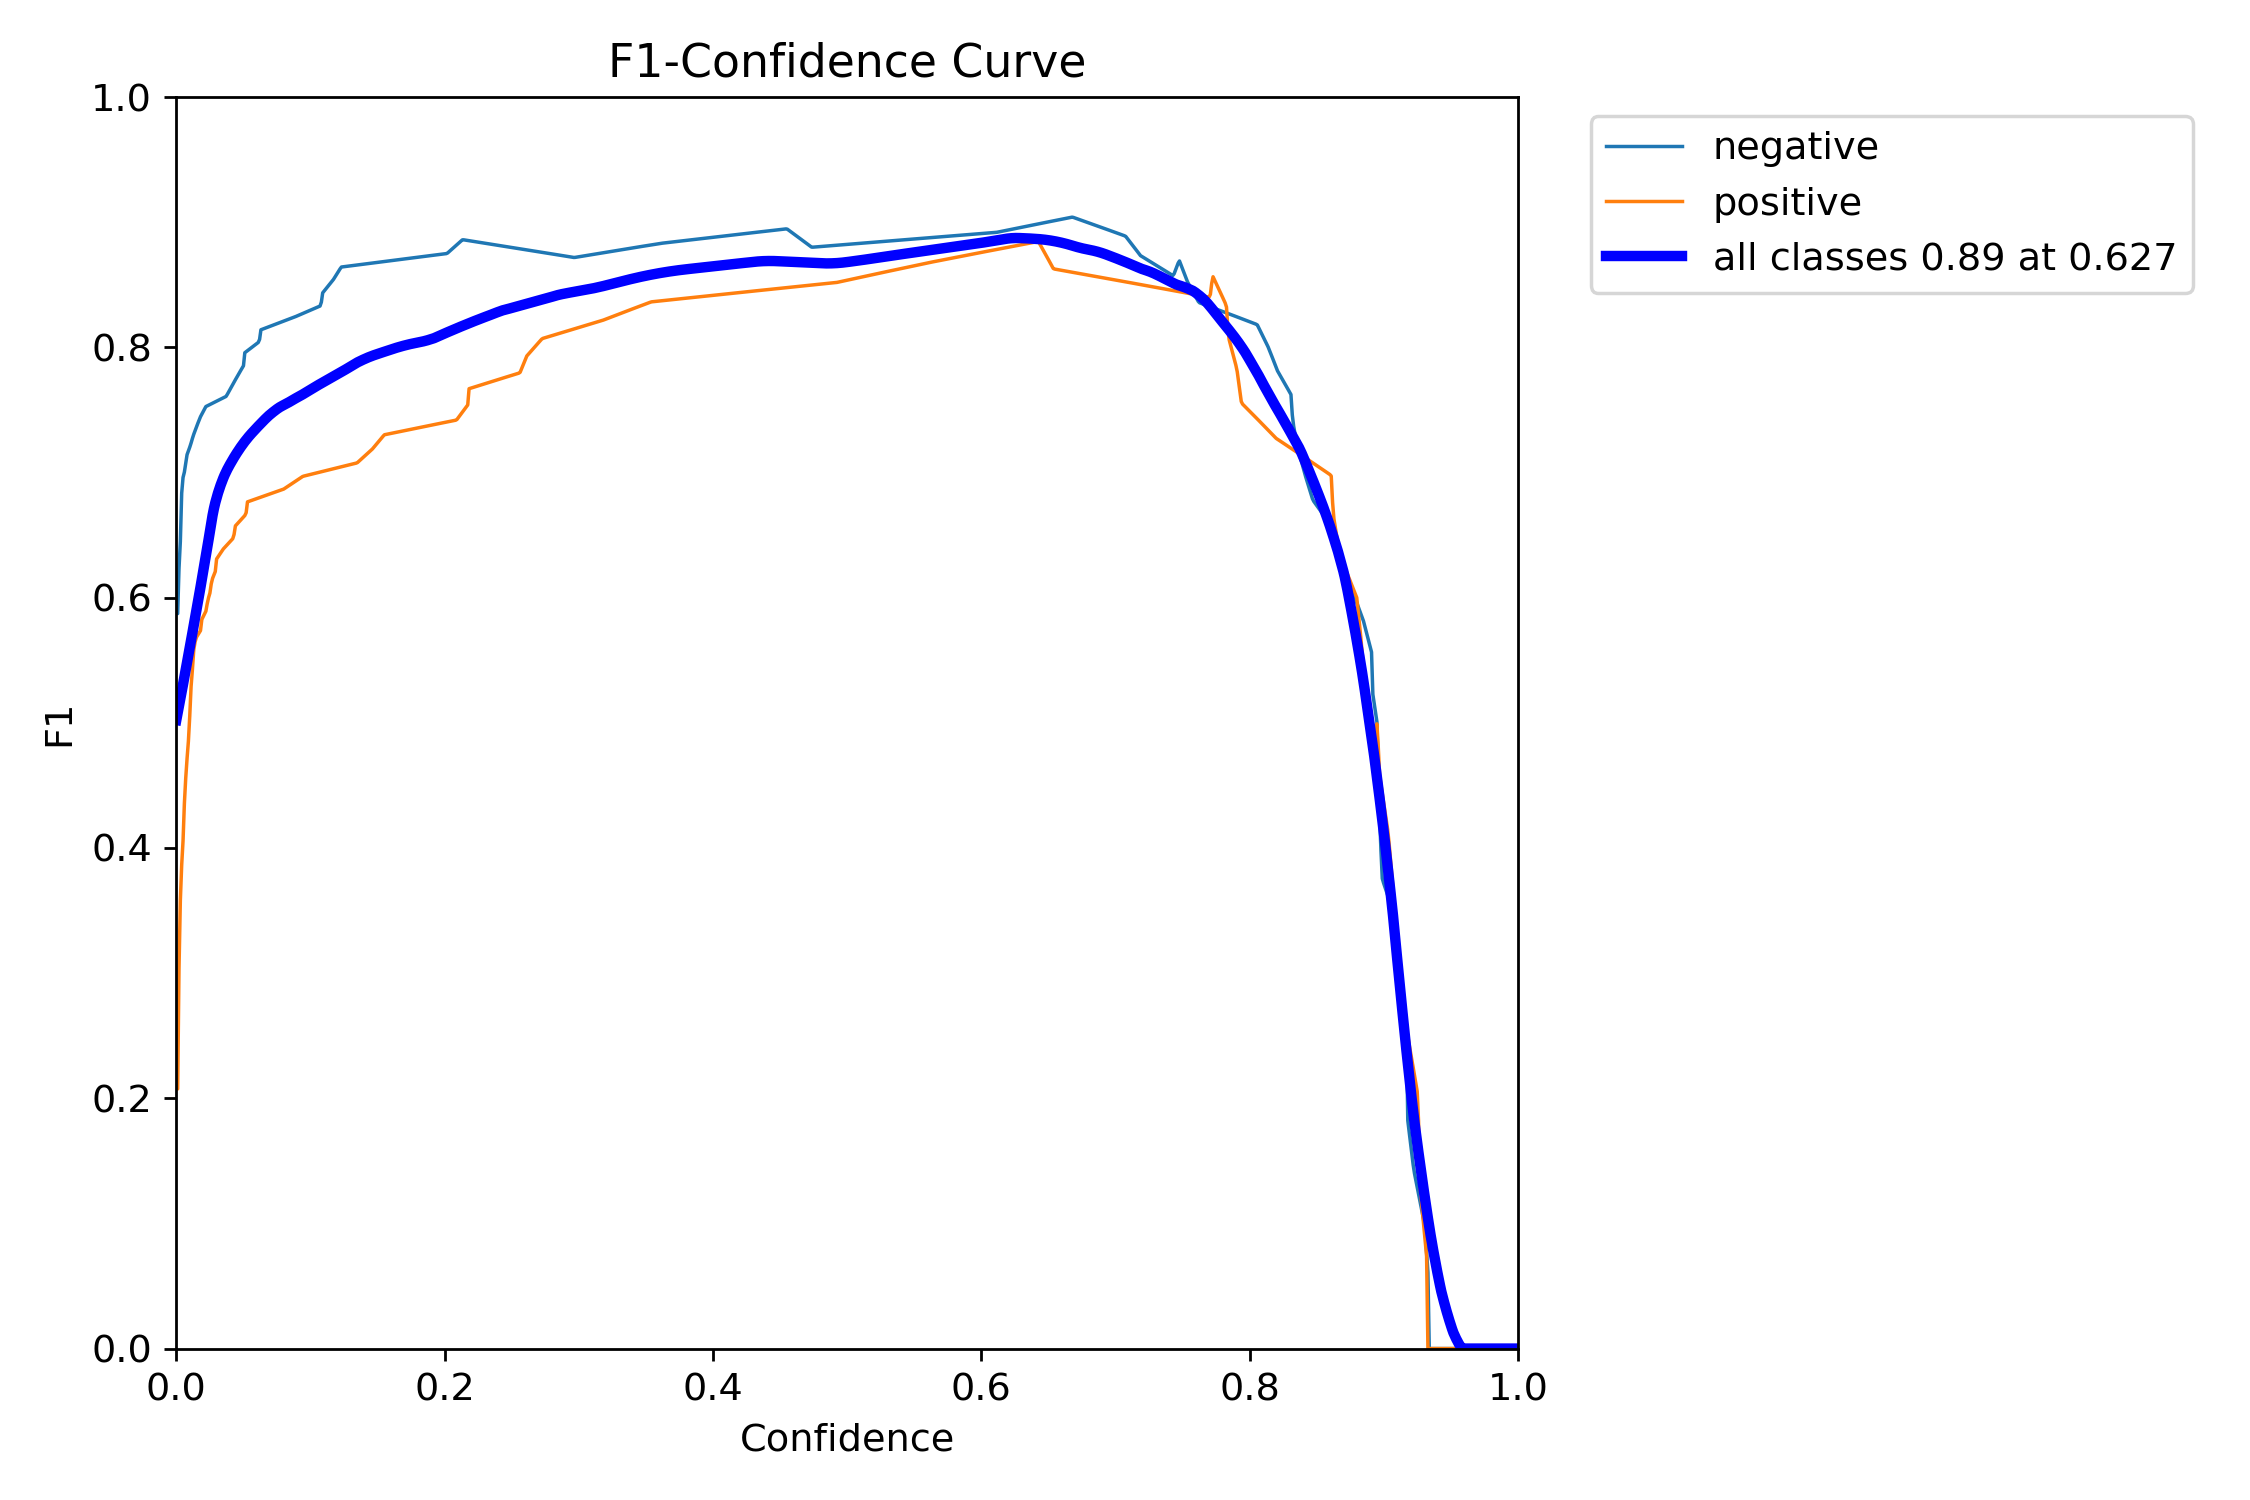 F1-Confidence Curve
1.0
0.8
0.6
0.4
0.2
0.0
F1
0.0 0.2 0.4 0.6 0.8 1.0
Confidence
negative
positive
all classes 0.89 at 0.627